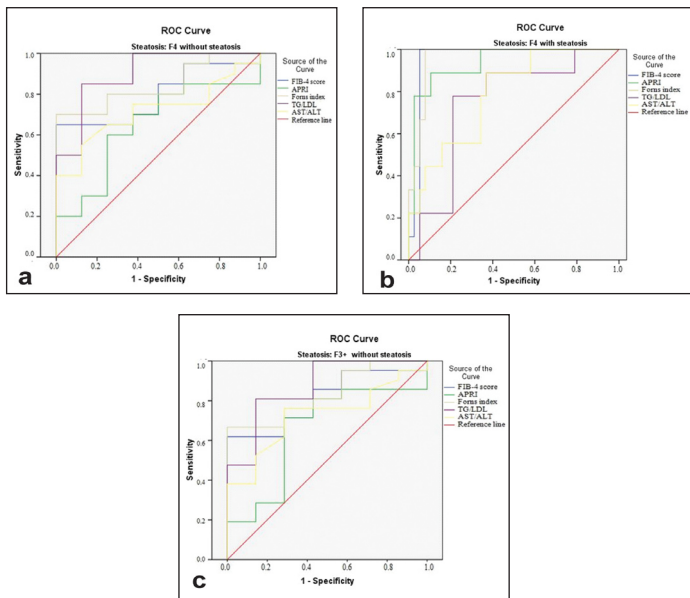 ROC Curve
Steatosis: F4 without steatosis
Source of the
Curve
FIB-4 score
APRI
Forns index
TG/LDL
AST/ALT
Reference line
1.0
0.8
0.6
0.4
0.2
0.0
Sensitivity
0.0 0.2 0.4 0.6 0.8 1.0
1 - Specificity
a
ROC Curve
Steatosis: F4 with steatosis
Source of the
Curve
FIB-4 score
APRI
Forns index
TG/LDL
AST/ALT
Reference line
1.0
0.8
0.6
0.4
0.2
0.0
Sensitivity
0.0 0.2 0.4 0.6 0.8 1.0
1 - Specificity
b
ROC Curve
Steatosis: F3+ without steatosis
Source of the
Curve
FIB-4 score
APRI
Forns index
TG/LDL
AST/ALT
Reference line
1.0
0.8
0.6
0.4
0.2
0.0
Sensitivity
0.0 0.2 0.4 0.6 0.8 1.0
1 - Specificity
c